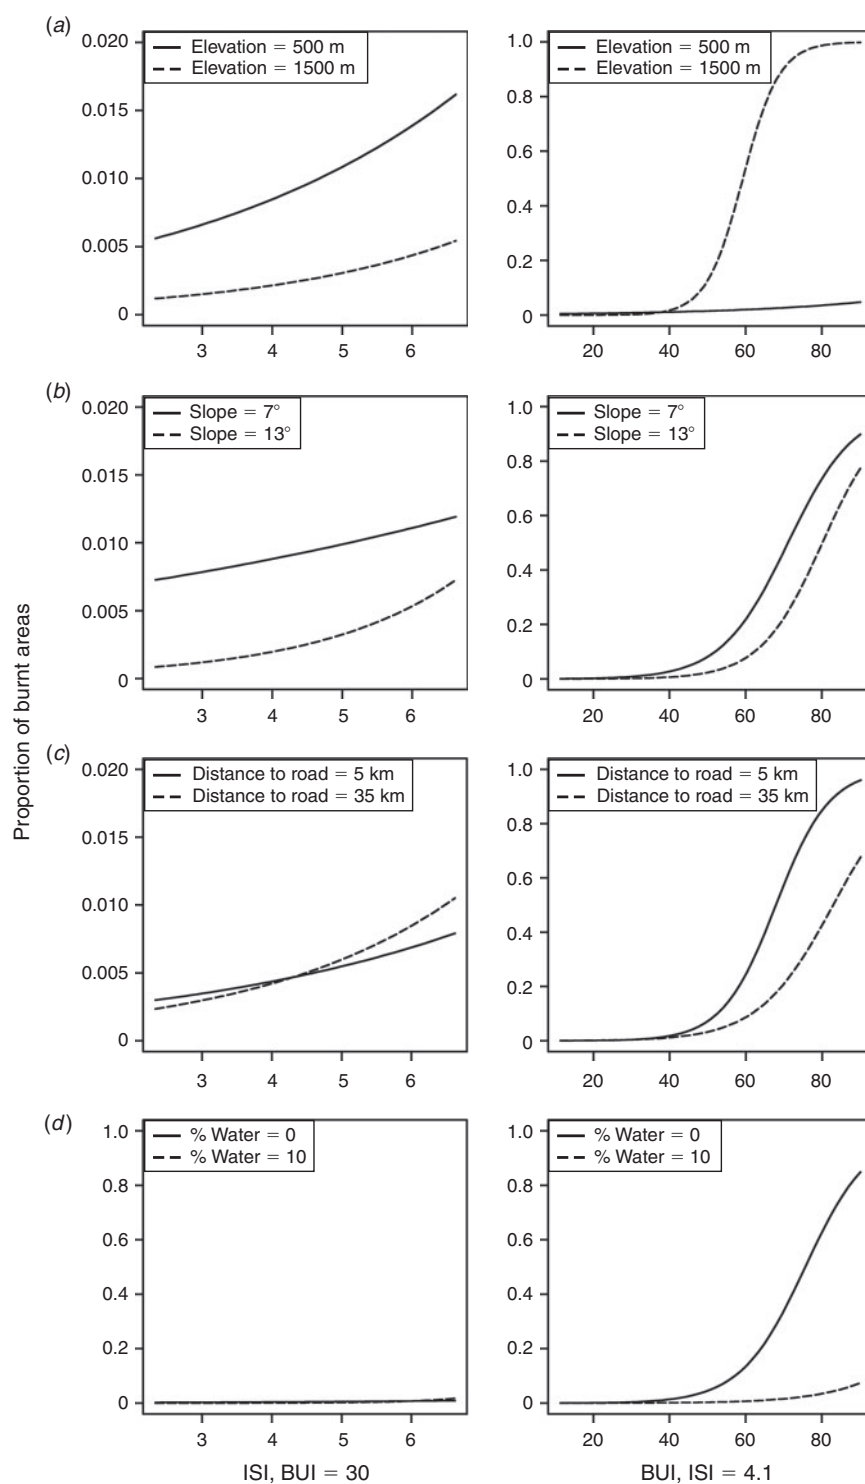 (a)
0.020
0.015
0.010
0.005
0
Elevation = 500 m
Elevation = 1500 m
3 4 5 6
1.0
0.8
0.6
0.4
0.2
0
Elevation = 500 m
Elevation = 1500 m
20 40 60 80
(b)
0.020
0.015
0.010
0.005
0
Slope = 7°
Slope = 13°
3 4 5 6
1.0
0.8
0.6
0.4
0.2
0
Slope = 7°
Slope = 13°
20 40 60 80
Proportion of burnt areas
(c)
0.020
0.015
0.010
0.005
0
Distance to road = 5 km
Distance to road = 35 km
3 4 5 6
1.0
0.8
0.6
0.4
0.2
0
Distance to road = 5 km
Distance to road = 35 km
20 40 60 80
(d)
1.0
0.8
0.6
0.4
0.2
0
% Water = 0
% Water = 10
3 4 5 6
ISI, BUI = 30
1.0
0.8
0.6
0.4
0.2
0
% Water = 0
% Water = 10
20 40 60 80
BUI, ISI = 4.1